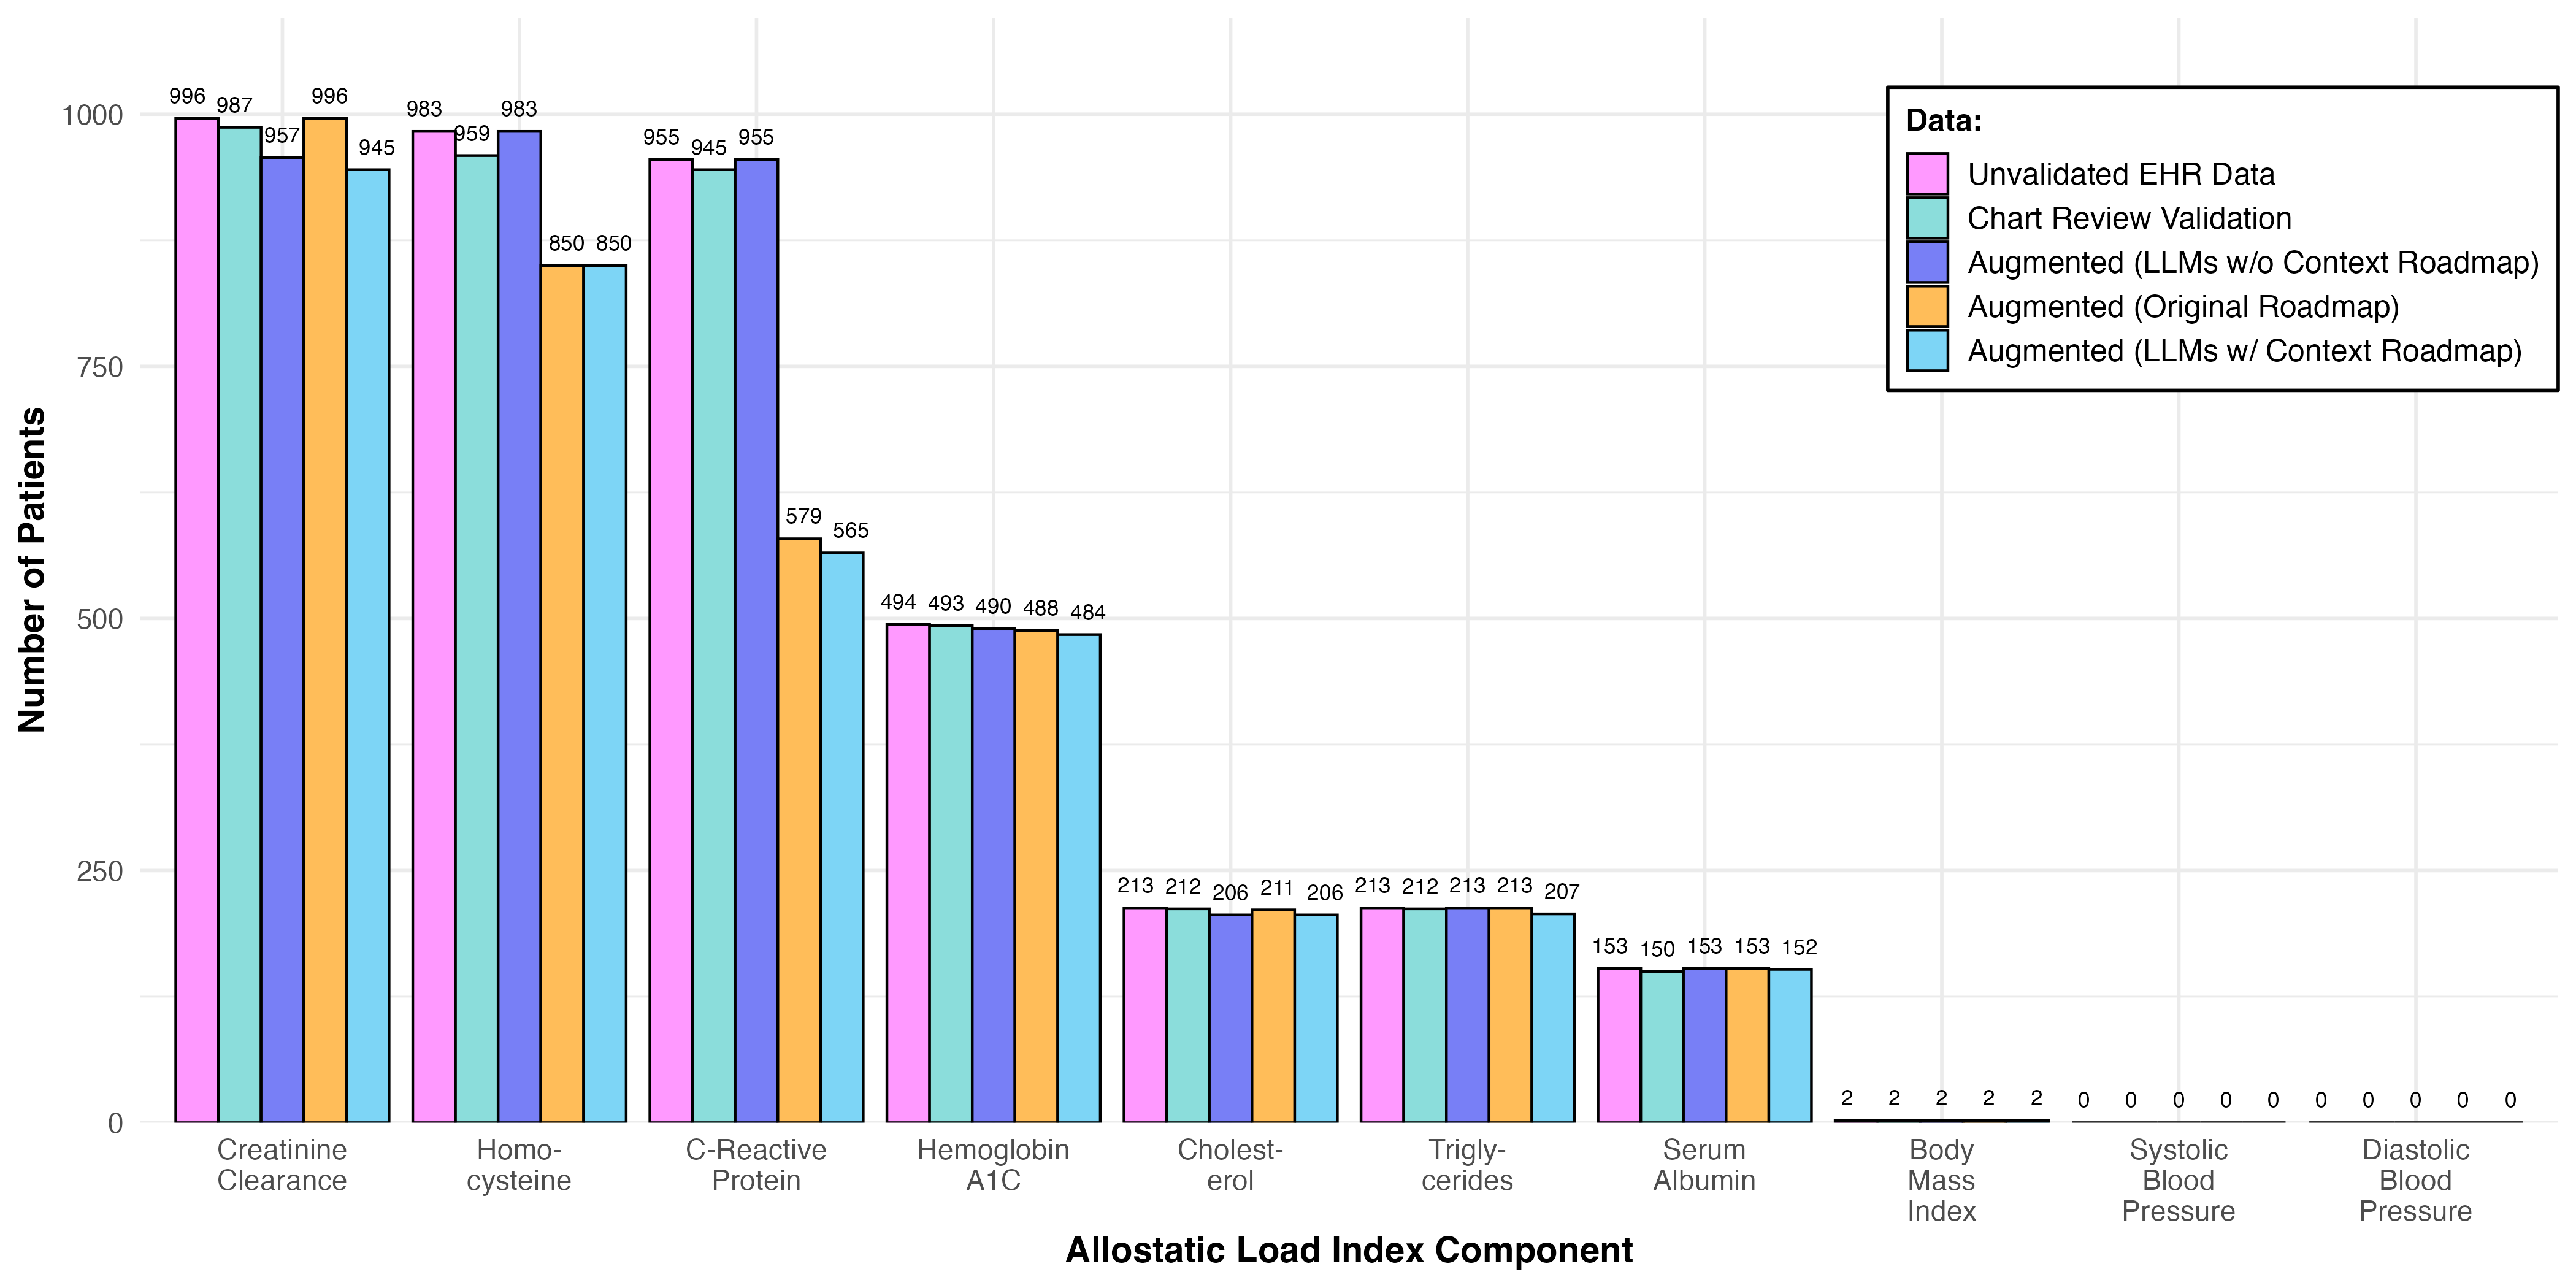 Number of Patients
1000
750
500
250
0
996 987 957 996 945
983 959 983 850 850
955 945 955 579 565
494 493 490 488 484
213 212 206 211 206
213 212 213 213 207
153 150 153 153 152
2 2 2 2 2
0 0 0 0 0
0 0 0 0 0
Data:
Unvalidated EHR Data
Chart Review Validation
Augmented (LLMs w/o Context Roadmap)
Augmented (Original Roadmap)
Augmented (LLMs w/ Context Roadmap)
Creatinine
Clearance
Homo-
cysteine
C-Reactive
Protein
Hemoglobin
A1C
Cholest-
erol
Trigly-
cerides
Serum
Albumin
Body
Mass
Index
Systolic
Blood
Pressure
Diastolic
Blood
Pressure
Allostatic Load Index Component